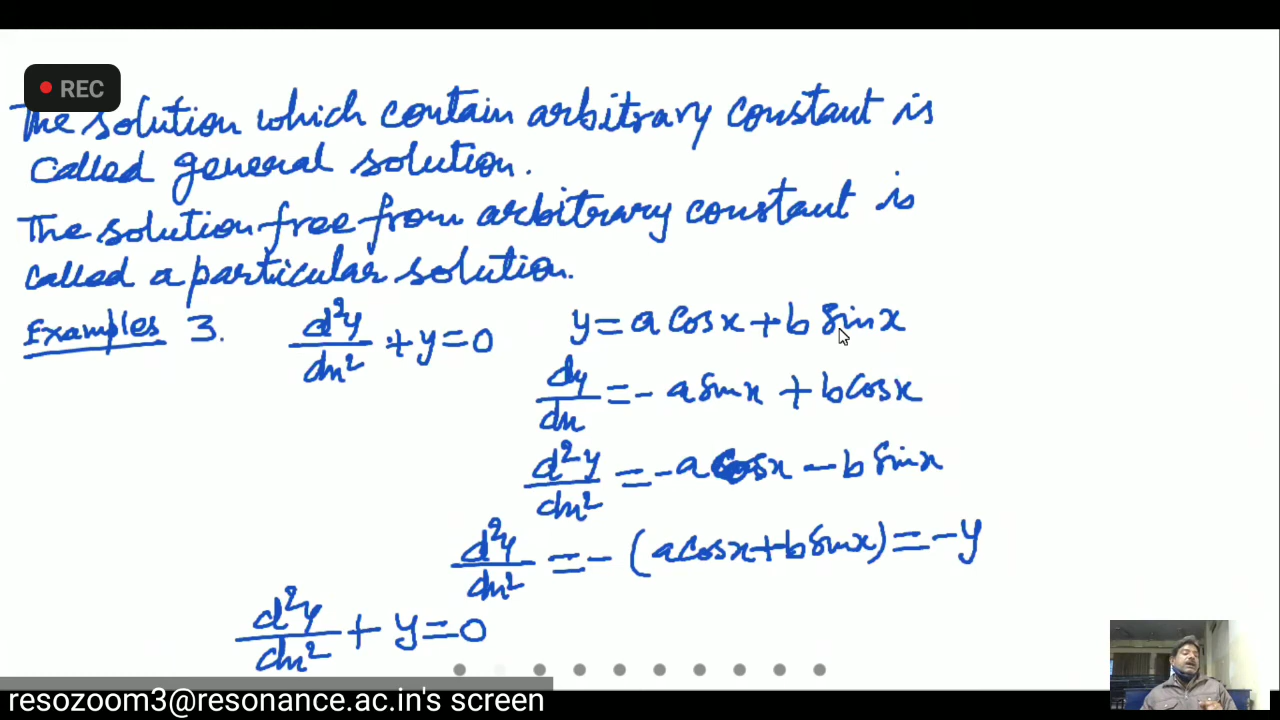 REC
The solution which contain arbitrary constant is
called general solution.
The solution free from arbitrary constant is
called a particular solution.
Examples 3. d²y/dx² + y = 0 y = a cosx + b sinx
dy/dx = - a sinx + b cosx
d²y/dx² = - a cosx - b sinx
d²y/dx² = - (a cosx + b sinx) = - y
d²y/dx² + y = 0
resozoom3@resonance.ac.in's screen